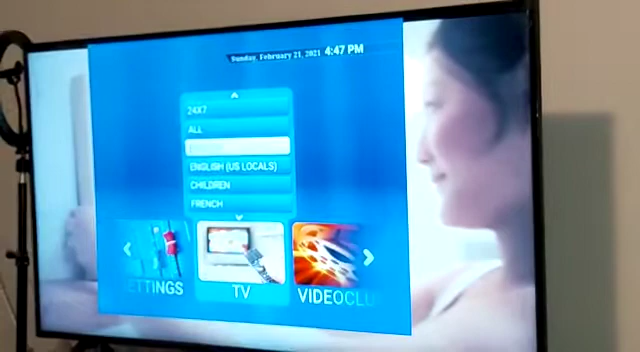 Sunday, February 21, 2021 4:47 PM
24X7
ALL
ENGLISH (US LOCALS)
CHILDREN
FRENCH
ETTINGS
TV
VIDEOCLU